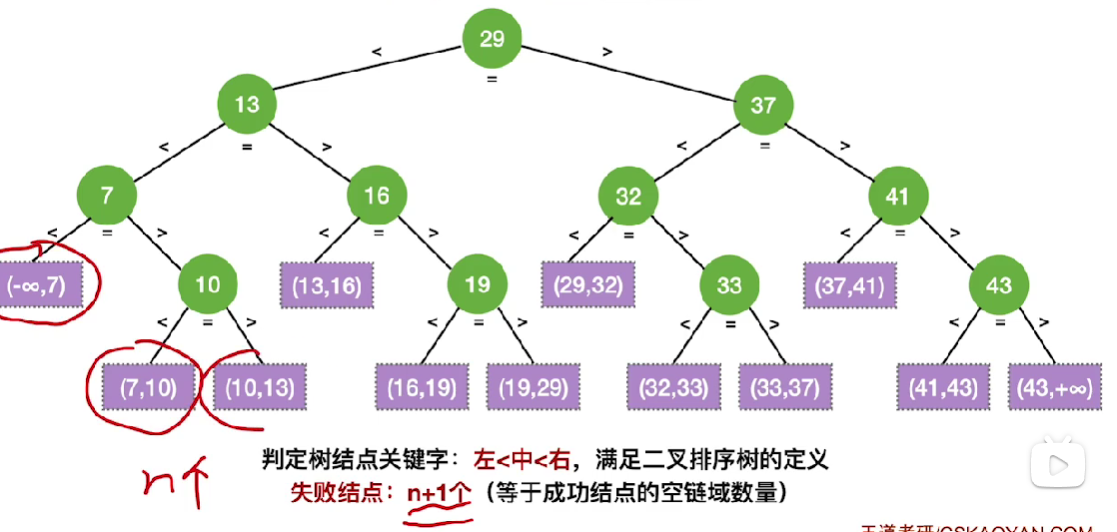 29
< >
=
13 37
< = > < = >
7 16 32 41
< = > < = > < = > < = >
(-∞,7) 10 (13,16) 19 (29,32) 33 (37,41) 43
< = > < = > < = > < = >
(7,10) (10,13) (16,19) (19,29) (32,33) (33,37) (41,43) (43,+∞)
判定树结点关键字：左<中<右，满足二叉排序树的定义
n个
失败结点：n+1个（等于成功结点的空链域数量）
王道考研/CSKAOYAN.COM